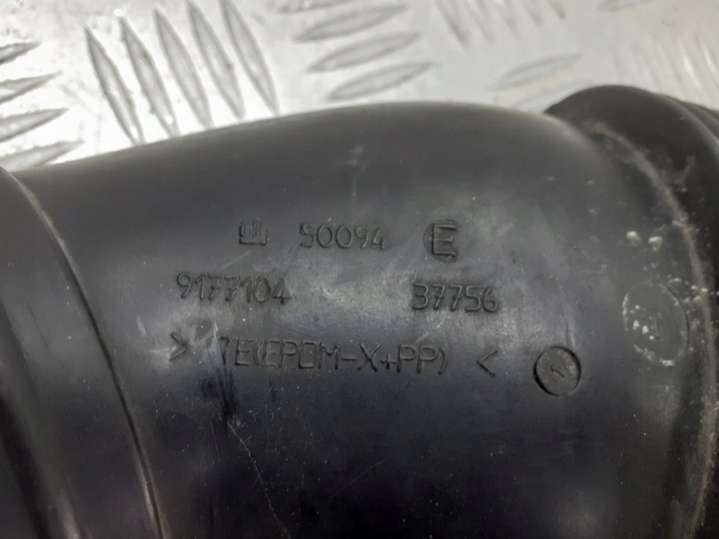 50094 E
9177104 37756
> (TE(EPDM-X+PP) <